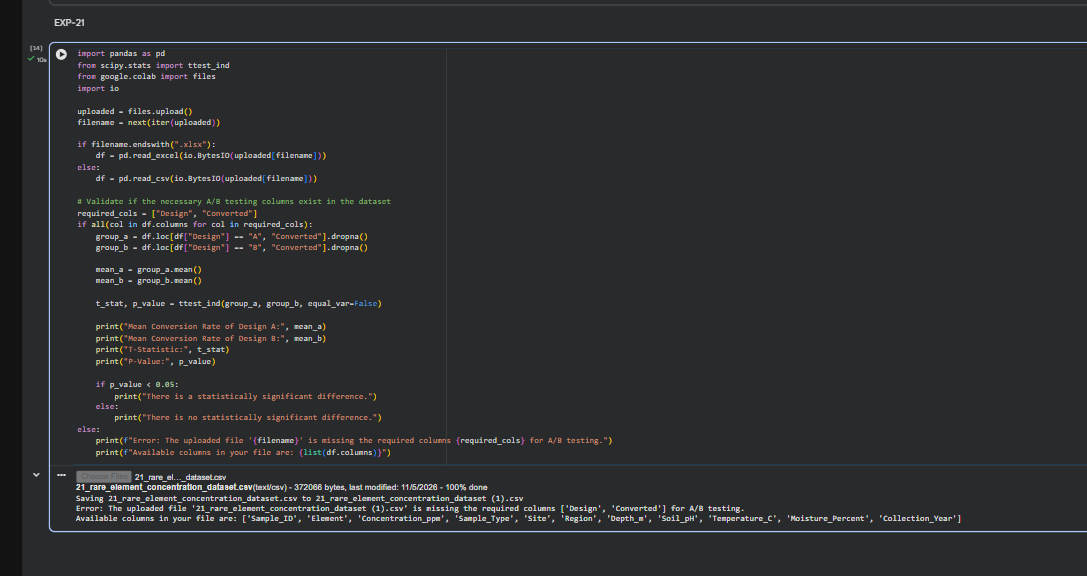 EXP-21
[14]
10s
import pandas as pd
from scipy.stats import ttest_ind
from google.colab import files
import io
uploaded = files.upload()
filename = next(iter(uploaded))
if filename.endswith(".xlsx"):
    df = pd.read_excel(io.BytesIO(uploaded[filename]))
else:
    df = pd.read_csv(io.BytesIO(uploaded[filename]))
# Validate if the necessary A/B testing columns exist in the dataset
required_cols = ["Design", "Converted"]
if all(col in df.columns for col in required_cols):
    group_a = df.loc[df["Design"] == "A", "Converted"].dropna()
    group_b = df.loc[df["Design"] == "B", "Converted"].dropna()
    mean_a = group_a.mean()
    mean_b = group_b.mean()
    t_stat, p_value = ttest_ind(group_a, group_b, equal_var=False)
    print("Mean Conversion Rate of Design A:", mean_a)
    print("Mean Conversion Rate of Design B:", mean_b)
    print("T-Statistic:", t_stat)
    print("P-Value:", p_value)
    if p_value < 0.05:
        print("There is a statistically significant difference.")
    else:
        print("There is no statistically significant difference.")
else:
    print(f"Error: The uploaded file '{filename}' is missing the required columns {required_cols} for A/B testing.")
    print(f"Available columns in your file are: {list(df.columns)}")
Choose Files 21_rare_el..._dataset.csv
21_rare_element_concentration_dataset.csv(text/csv) - 372066 bytes, last modified: 11/5/2026 - 100% done
Saving 21_rare_element_concentration_dataset.csv to 21_rare_element_concentration_dataset (1).csv
Error: The uploaded file '21_rare_element_concentration_dataset (1).csv' is missing the required columns ['Design', 'Converted'] for A/B testing.
Available columns in your file are: ['Sample_ID', 'Element', 'Concentration_ppm', 'Sample_Type', 'Site', 'Region', 'Depth_m', 'Soil_pH', 'Temperature_C', 'Moisture_Percent', 'Collection_Year']